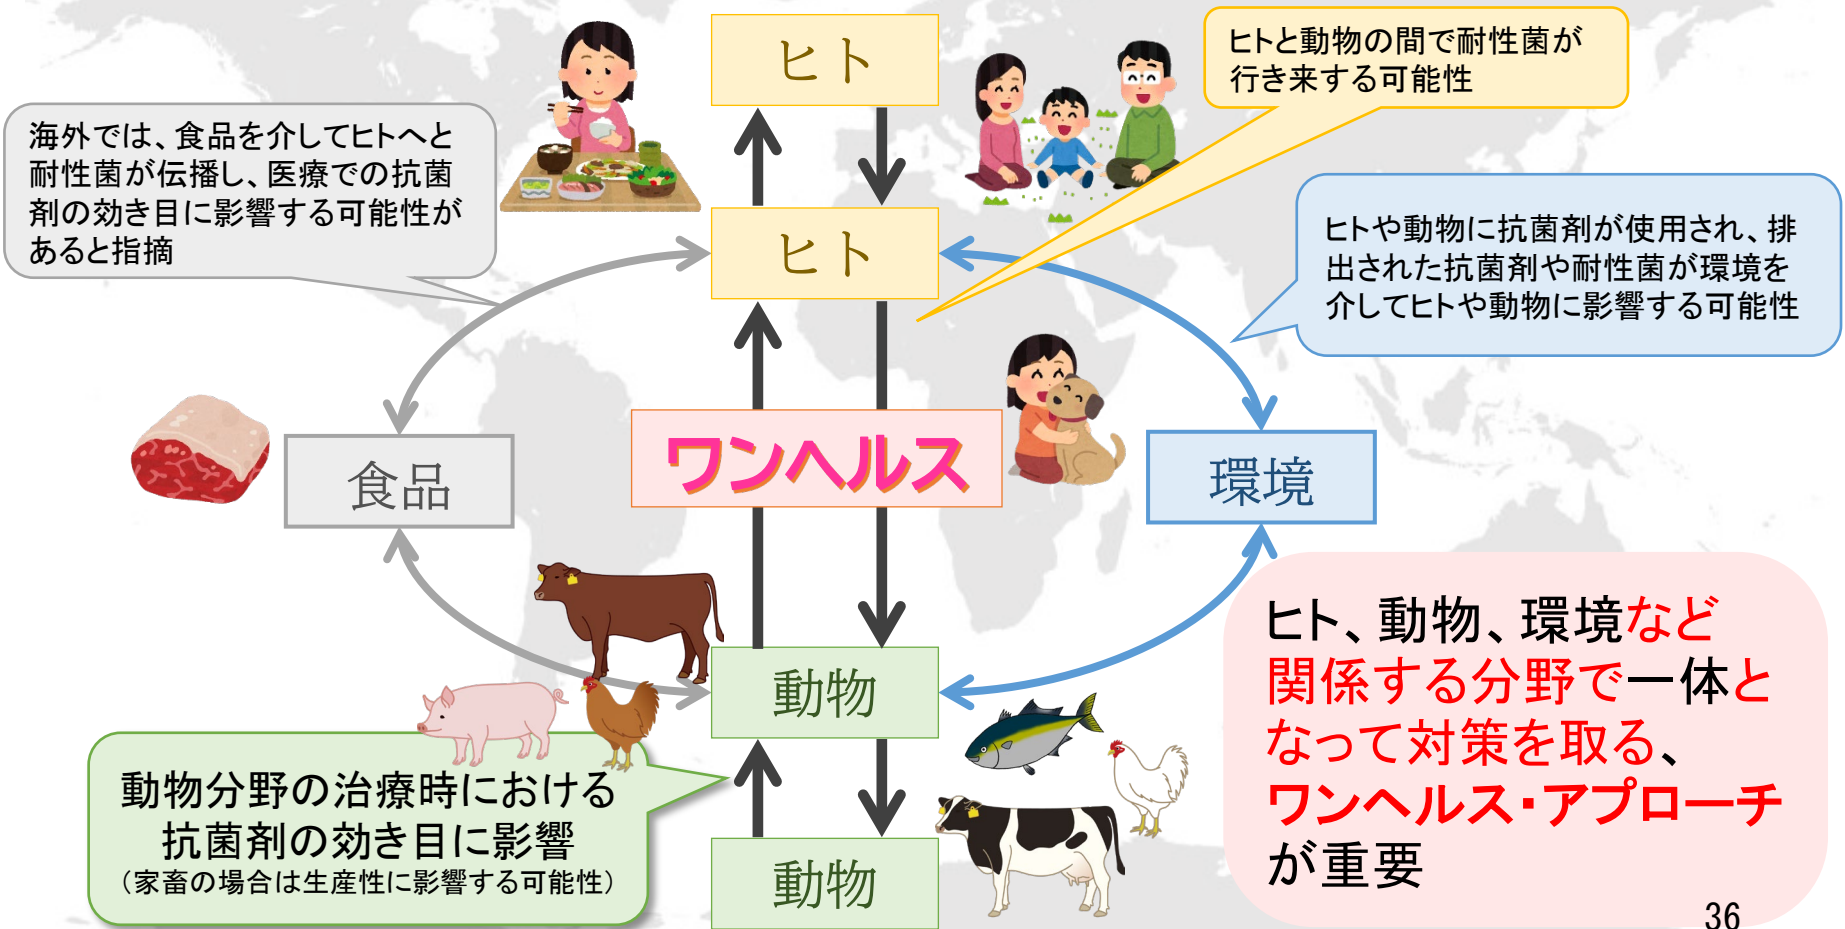 ヒト
ヒトと動物の間で耐性菌が
行き来する可能性
海外では、食品を介してヒトへと
耐性菌が伝播し、医療での抗菌
剤の効き目に影響する可能性が
あると指摘
ヒト
ヒトや動物に抗菌剤が使用され、排
出された抗菌剤や耐性菌が環境を
介してヒトや動物に影響する可能性
食品
ワンヘルス
環境
動物
動物分野の治療時における
抗菌剤の効き目に影響
（家畜の場合は生産性に影響する可能性）
動物
ヒト、動物、環境など
関係する分野で一体と
なって対策を取る、
ワンヘルス・アプローチ
が重要
36